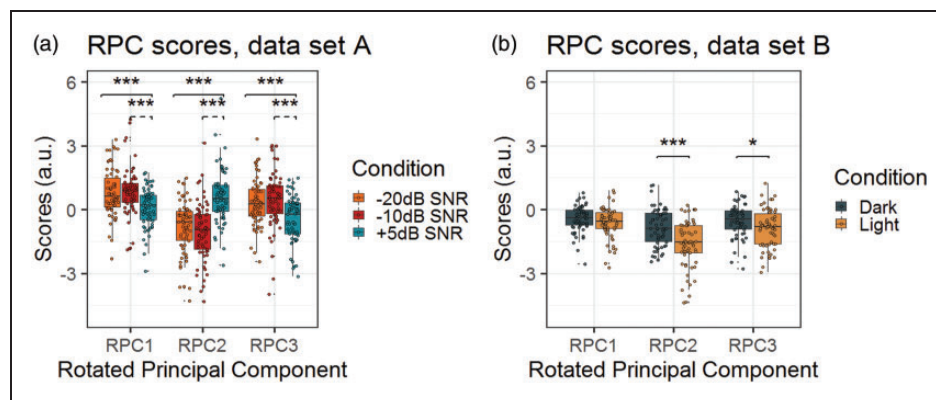 (a) RPC scores, data set A
6
3
0
-3
Scores (a.u.)
***
***
***
***
***
***
RPC1 RPC2 RPC3
Rotated Principal Component
Condition
-20dB SNR
-10dB SNR
+5dB SNR
(b) RPC scores, data set B
6
3
0
-3
Scores (a.u.)
***
*
RPC1 RPC2 RPC3
Rotated Principal Component
Condition
Dark
Light